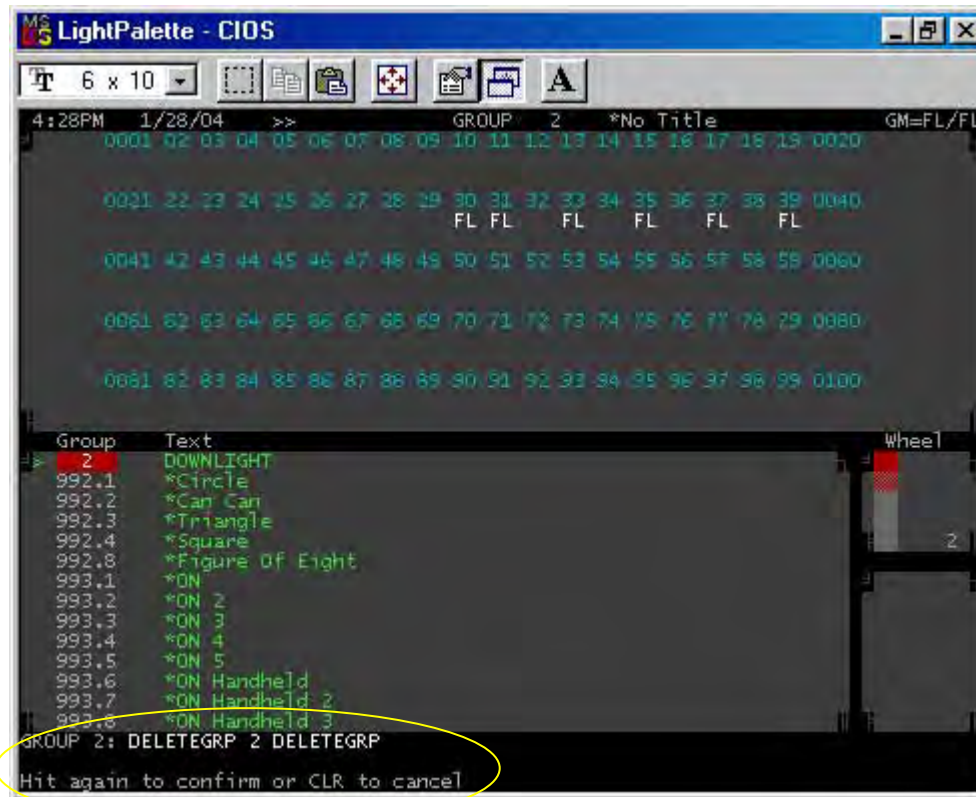 LightPalette - CIOS
6 x 10
4:28PM 1/28/04 >> GROUP 2 *No Title GM=FL/FL
0001 02 03 04 05 06 07 08 09 10 11 12 13 14 15 16 17 18 19 0020
0021 22 23 24 25 26 27 28 29 30 31 32 33 34 35 36 37 38 39 0040
FL FL FL FL FL FL
0041 42 43 44 45 46 47 48 49 50 51 52 53 54 55 56 57 58 59 0060
0061 62 63 64 65 66 67 68 69 70 71 72 73 74 75 76 77 78 79 0080
0081 82 83 84 85 86 87 88 89 90 91 92 93 94 95 96 97 98 99 0100
Group Text Wheel
> 2 DOWNLIGHT
992.1 *Circle
992.2 *Can Can
992.3 *Triangle
992.4 *Square 2
992.8 *Figure Of Eight
993.1 *ON
993.2 *ON 2
993.3 *ON 3
993.4 *ON 4
993.5 *ON 5
993.6 *ON Handheld
993.7 *ON Handheld 2
993.8 *ON Handheld 3
GROUP 2: DELETEGRP 2 DELETEGRP
Hit again to confirm or CLR to cancel